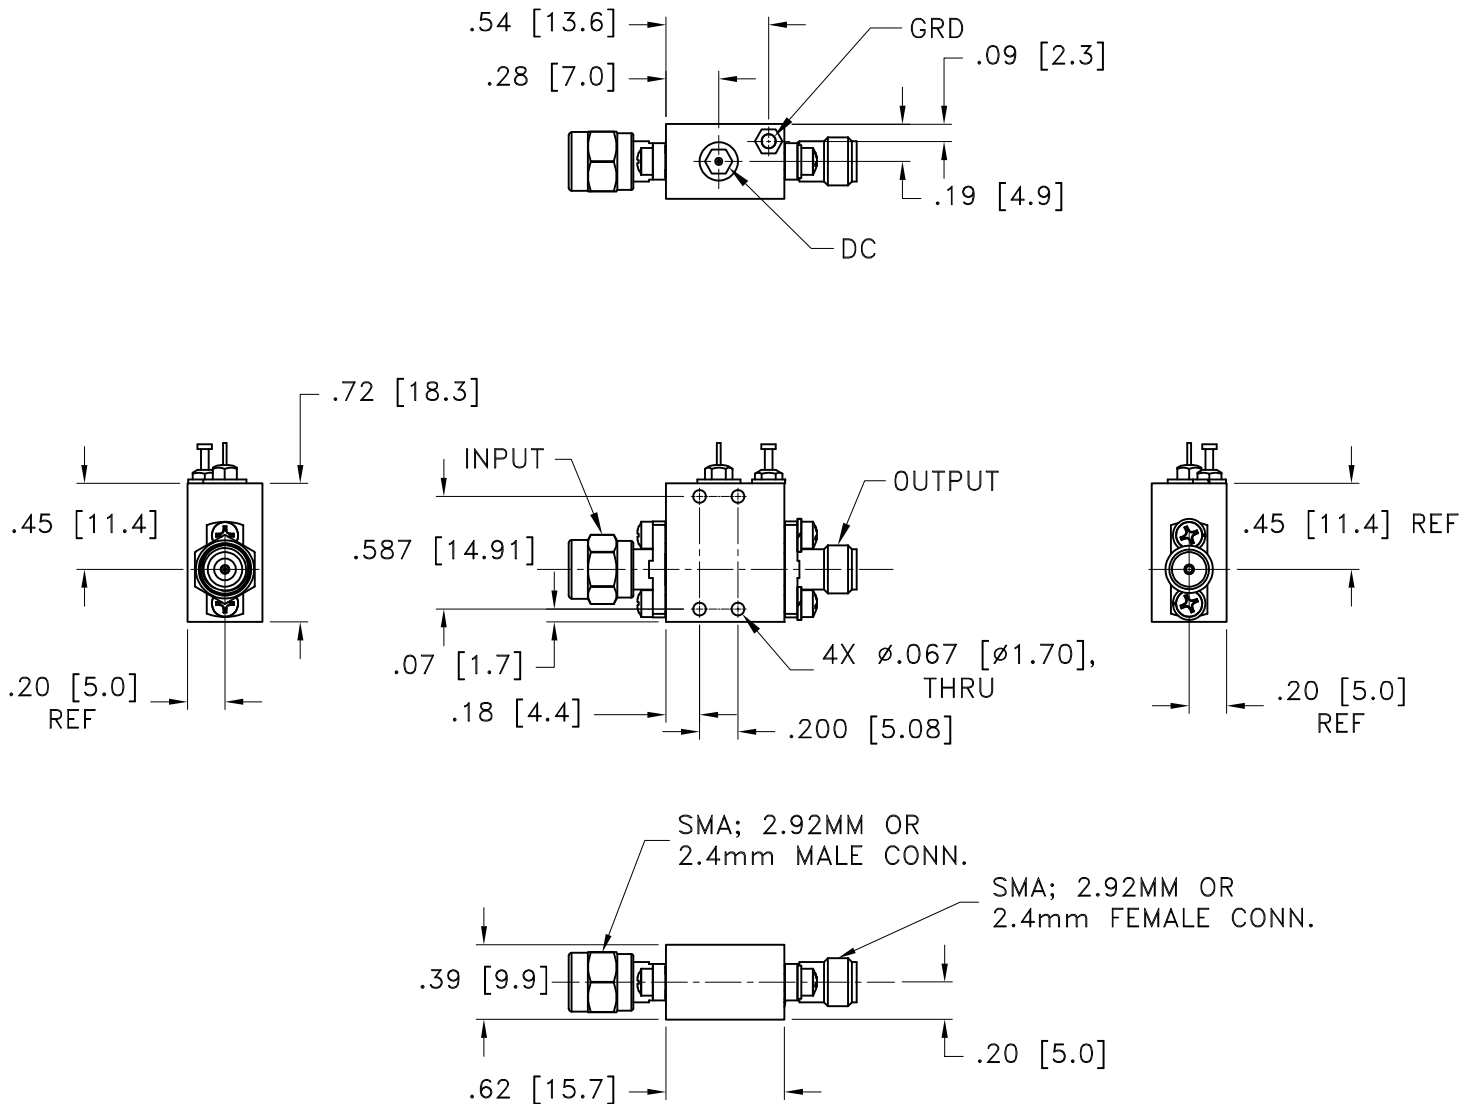 .54 [13.6]
GRD
.09 [2.3]
.28 [7.0]
.19 [4.9]
DC
.72 [18.3]
INPUT
OUTPUT
.45 [11.4]
.587 [14.91]
.45 [11.4] REF
.07 [1.7]
4X ⌀.067 [⌀1.70],
THRU
.20 [5.0]
REF
.18 [4.4]
.200 [5.08]
.20 [5.0]
REF
SMA; 2.92MM OR
2.4mm MALE CONN.
SMA; 2.92MM OR
2.4mm FEMALE CONN.
.39 [9.9]
.20 [5.0]
.62 [15.7]